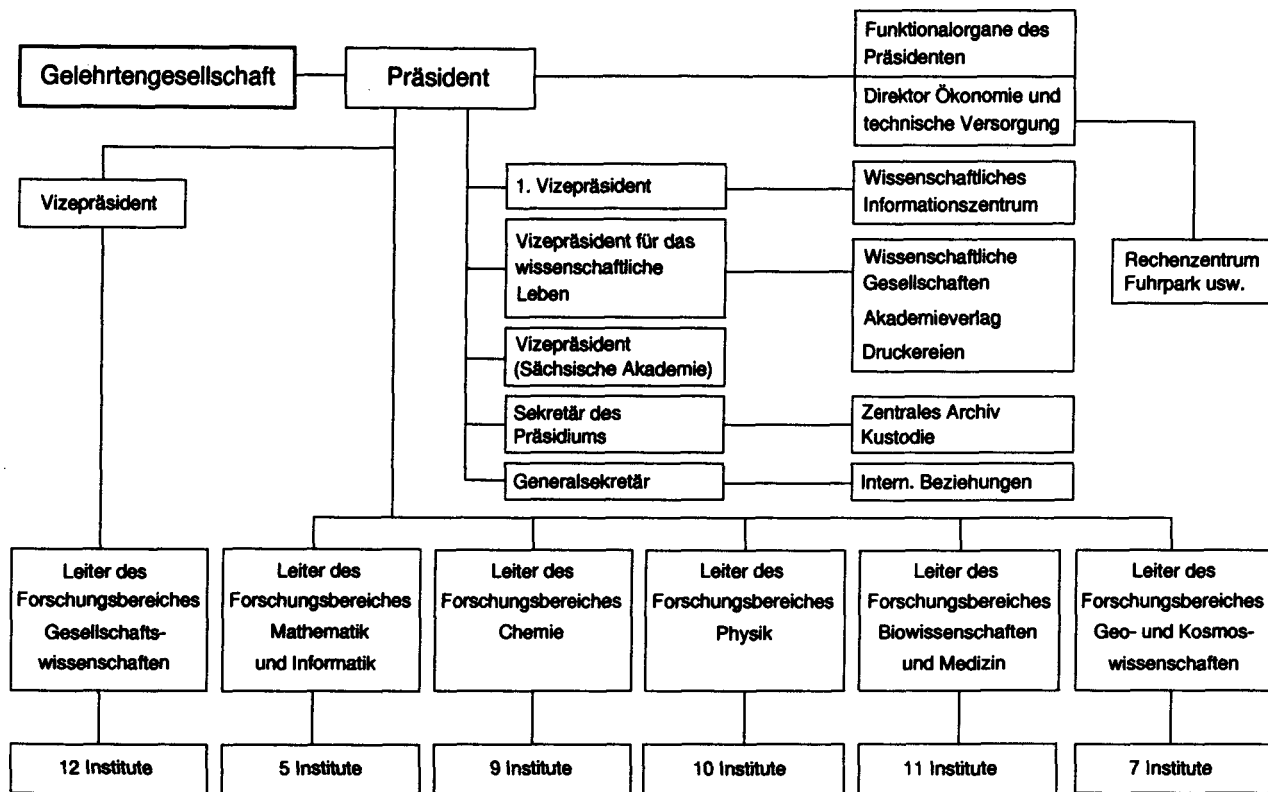 Gelehrtengesellschaft
Präsident
Funktionalorgane des
Präsidenten
Direktor Ökonomie und
technische Versorgung
Vizepräsident
1. Vizepräsident
Wissenschaftliches
Informationszentrum
Vizepräsident für das
wissenschaftliche
Leben
Wissenschaftliche
Gesellschaften
Akademieverlag
Druckereien
Rechenzentrum
Fuhrpark usw.
Vizepräsident
(Sächsische Akademie)
Sekretär des
Präsidiums
Zentrales Archiv
Kustodie
Generalsekretär
Intern. Beziehungen
Leiter des
Forschungsbereiches
Gesellschafts-
wissenschaften
Leiter des
Forschungsbereiches
Mathematik
und Informatik
Leiter des
Forschungsbereiches
Chemie
Leiter des
Forschungsbereiches
Physik
Leiter des
Forschungsbereiches
Biowissenschaften
und Medizin
Leiter des
Forschungsbereiches
Geo- und Kosmos-
wissenschaften
12 Institute
5 Institute
9 Institute
10 Institute
11 Institute
7 Institute